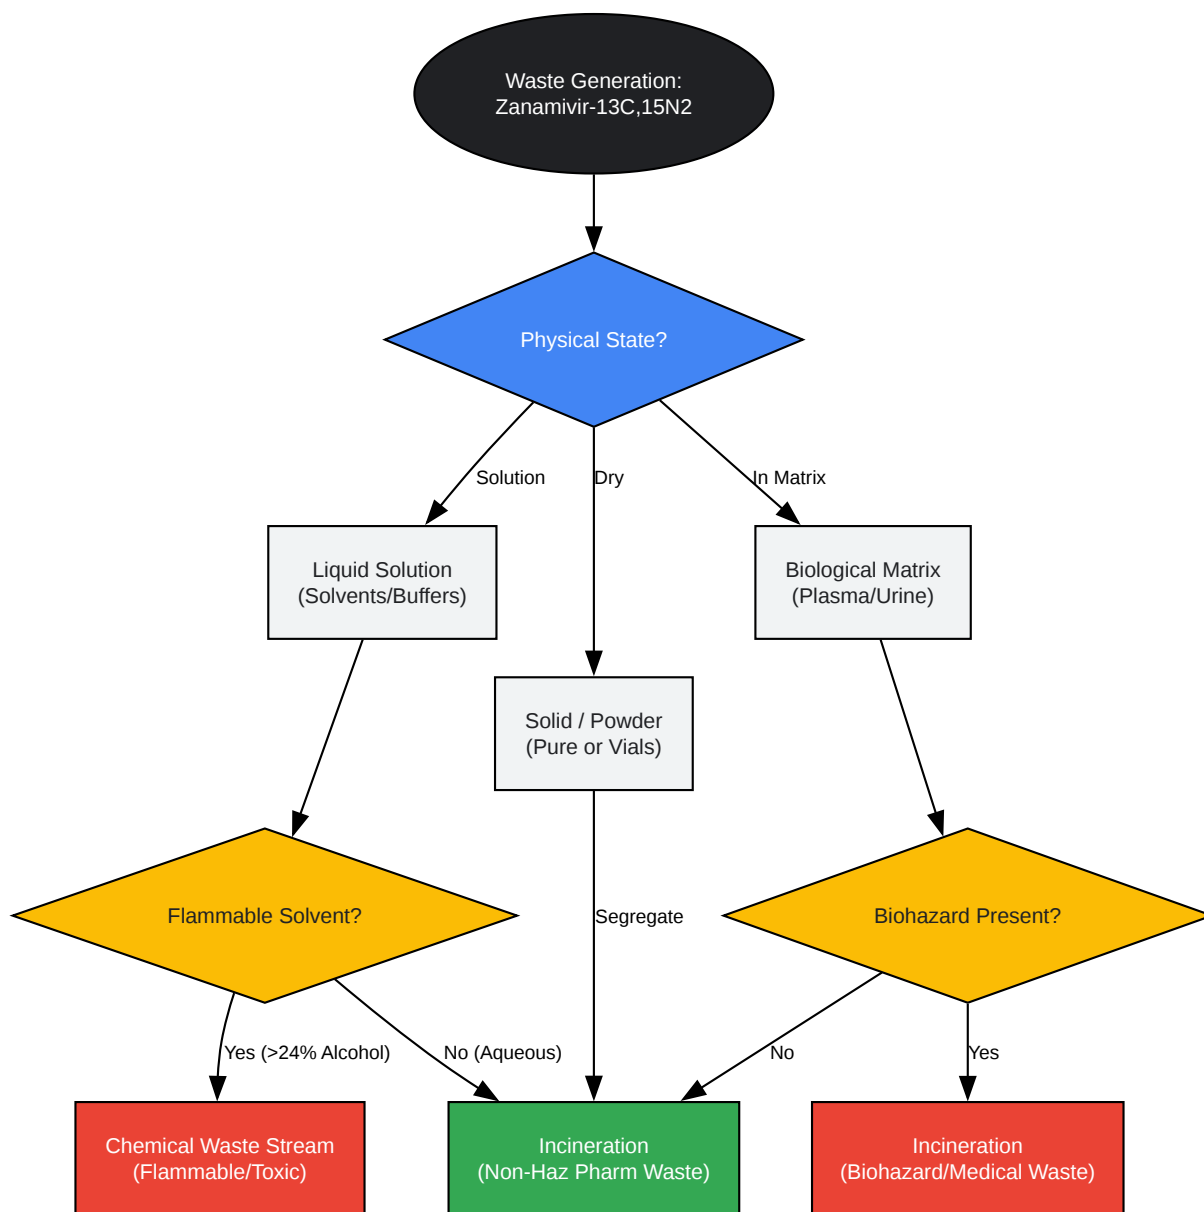 Waste Generation:
Zanamivir-13C,15N2
Physical State?
Solution
Dry
In Matrix
Liquid Solution
(Solvents/Buffers)
Biological Matrix
(Plasma/Urine)
Solid / Powder
(Pure or Vials)
Flammable Solvent?
Segregate
Biohazard Present?
Yes (>24% Alcohol)
No (Aqueous)
No
Yes
Chemical Waste Stream
(Flammable/Toxic)
Incineration
(Non-Haz Pharm Waste)
Incineration
(Biohazard/Medical Waste)